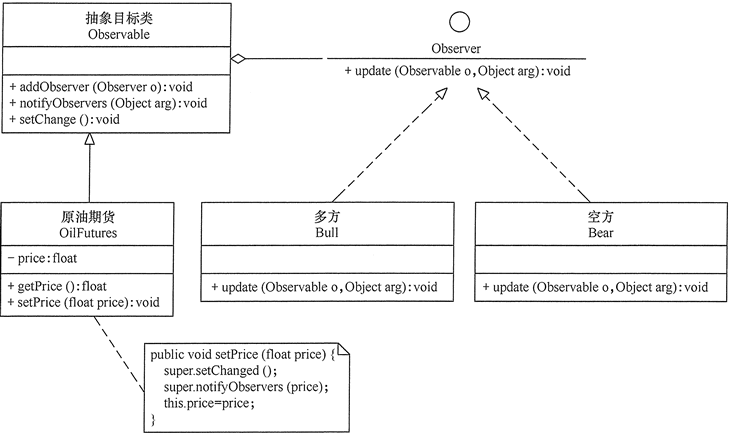 抽象目标类
Observable
+ addObserver (Observer o):void
+ notifyObservers (Object arg):void
+ setChange ():void
Observer
+ update (Observable o,Object arg):void
原油期货
OilFutures
- price:float
+ getPrice ():float
+ setPrice (float price):void
多方
Bull
+ update (Observable o,Object arg):void
空方
Bear
+ update (Observable o,Object arg):void
public void setPrice (float price) {
super.setChanged ();
super.notifyObservers (price);
this.price=price;
}